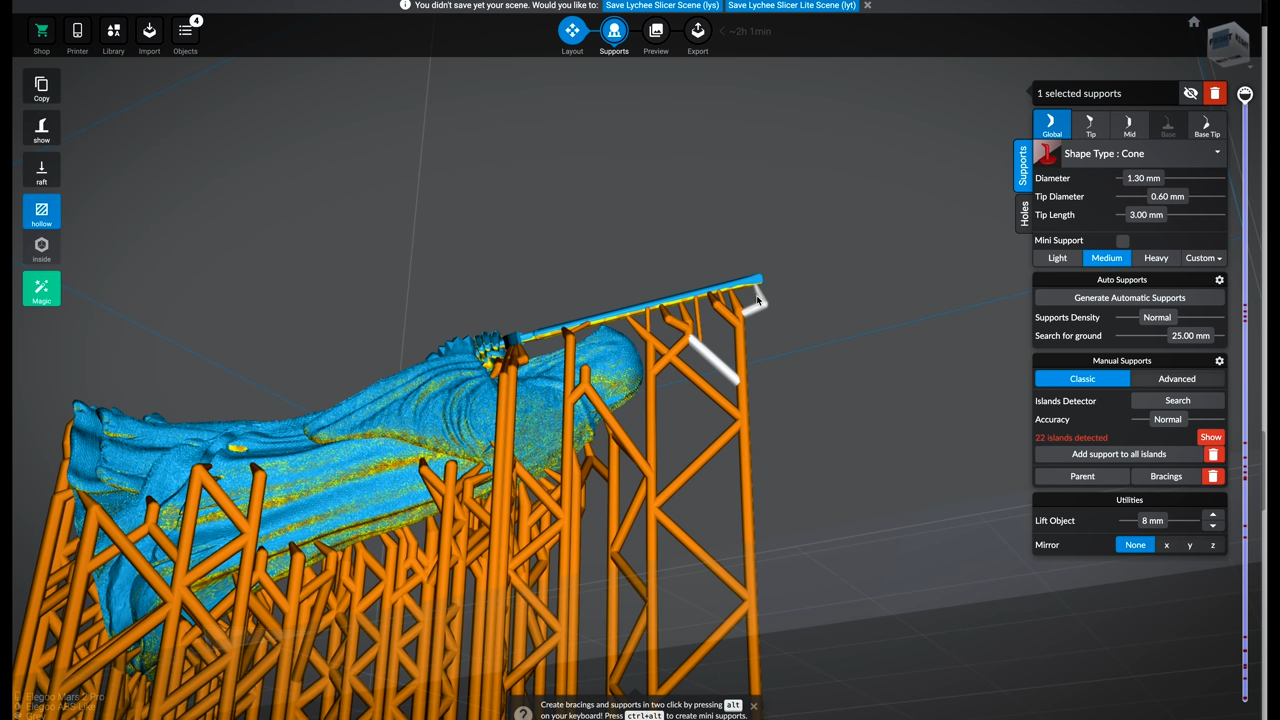 You didn't save yet your scene. Would you like to: Save Lychee Slicer Scene (lys) Save Lychee Slicer Lite Scene (lyt)
4
Shop Printer Library Import Objects Layout Supports Preview Export ~2h 1min
Copy
show
raft
hollow
inside
Magic
1 selected supports
Global Tip Mid Base Base Tip
Supports
Holes
Shape Type : Cone
Diameter 1.30 mm
Tip Diameter 0.60 mm
Tip Length 3.00 mm
Mini Support
Light Medium Heavy Custom
Auto Supports
Generate Automatic Supports
Supports Density Normal
Search for ground 25.00 mm
Manual Supports
Classic Advanced
Islands Detector Search
Accuracy Normal
22 islands detected Show
Add support to all islands
Parent Bracings
Utilities
Lift Object 8 mm
Mirror None x y z
Elegoo Mars 2 Pro
Elegoo ABS-Like
Create bracings and supports in two click by pressing alt
on your keyboard! Press ctrl+alt to create mini supports.